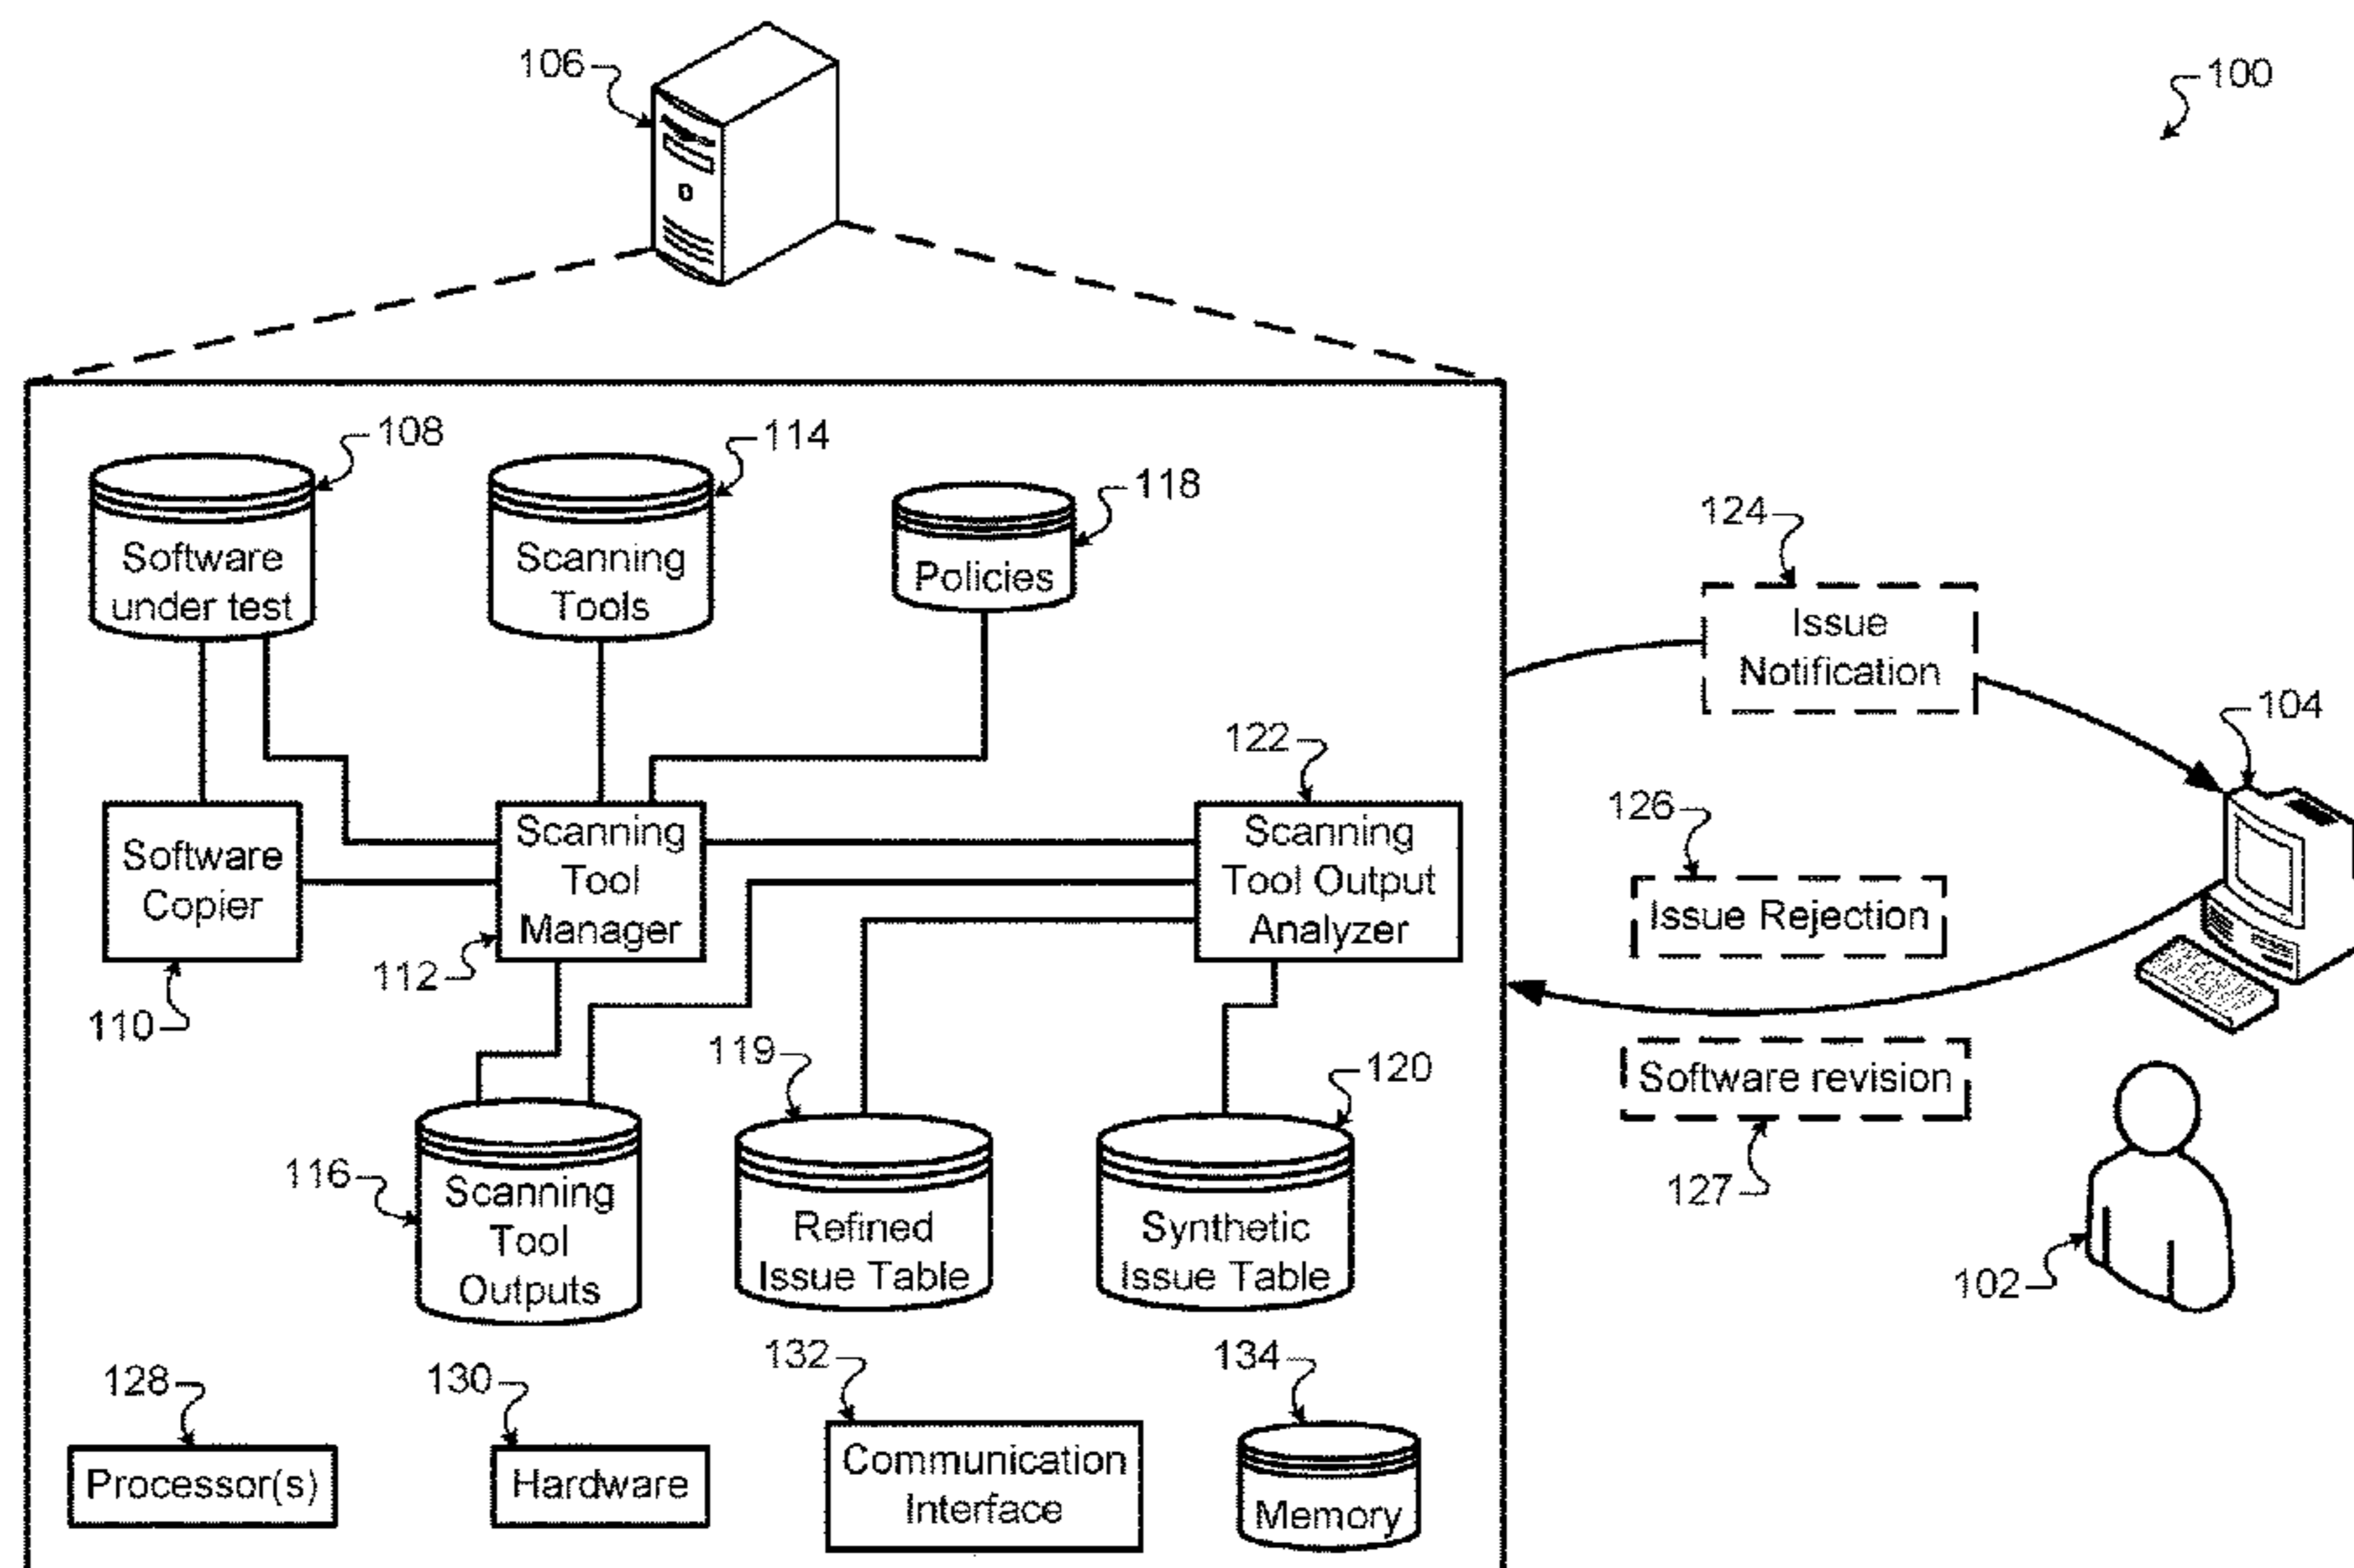 106
100
108
114
118
Software
under test
Scanning
Tools
Policies
124
Issue
Notification
104
122
126
Software
Copier
Scanning
Tool
Manager
Scanning
Tool Output
Analyzer
Issue Rejection
112
110
119
120
Software revision
127
116
Scanning
Tool
Outputs
Refined
Issue Table
Synthetic
Issue Table
102
128
130
132
134
Processor(s)
Hardware
Communication
Interface
Memory